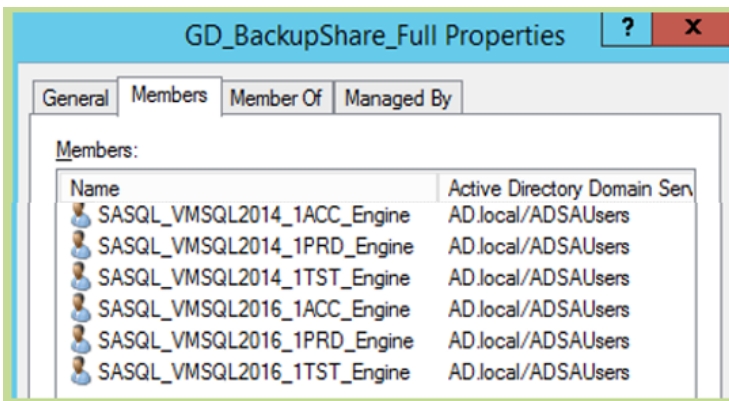 GD_BackupShare_Full Properties ? x
General Members Member Of Managed By
Members:
Name Active Directory Domain Serv
SASQL_VMSQL2014_1ACC_Engine AD.local/ADSAUsers
SASQL_VMSQL2014_1PRD_Engine AD.local/ADSAUsers
SASQL_VMSQL2014_1TST_Engine AD.local/ADSAUsers
SASQL_VMSQL2016_1ACC_Engine AD.local/ADSAUsers
SASQL_VMSQL2016_1PRD_Engine AD.local/ADSAUsers
SASQL_VMSQL2016_1TST_Engine AD.local/ADSAUsers